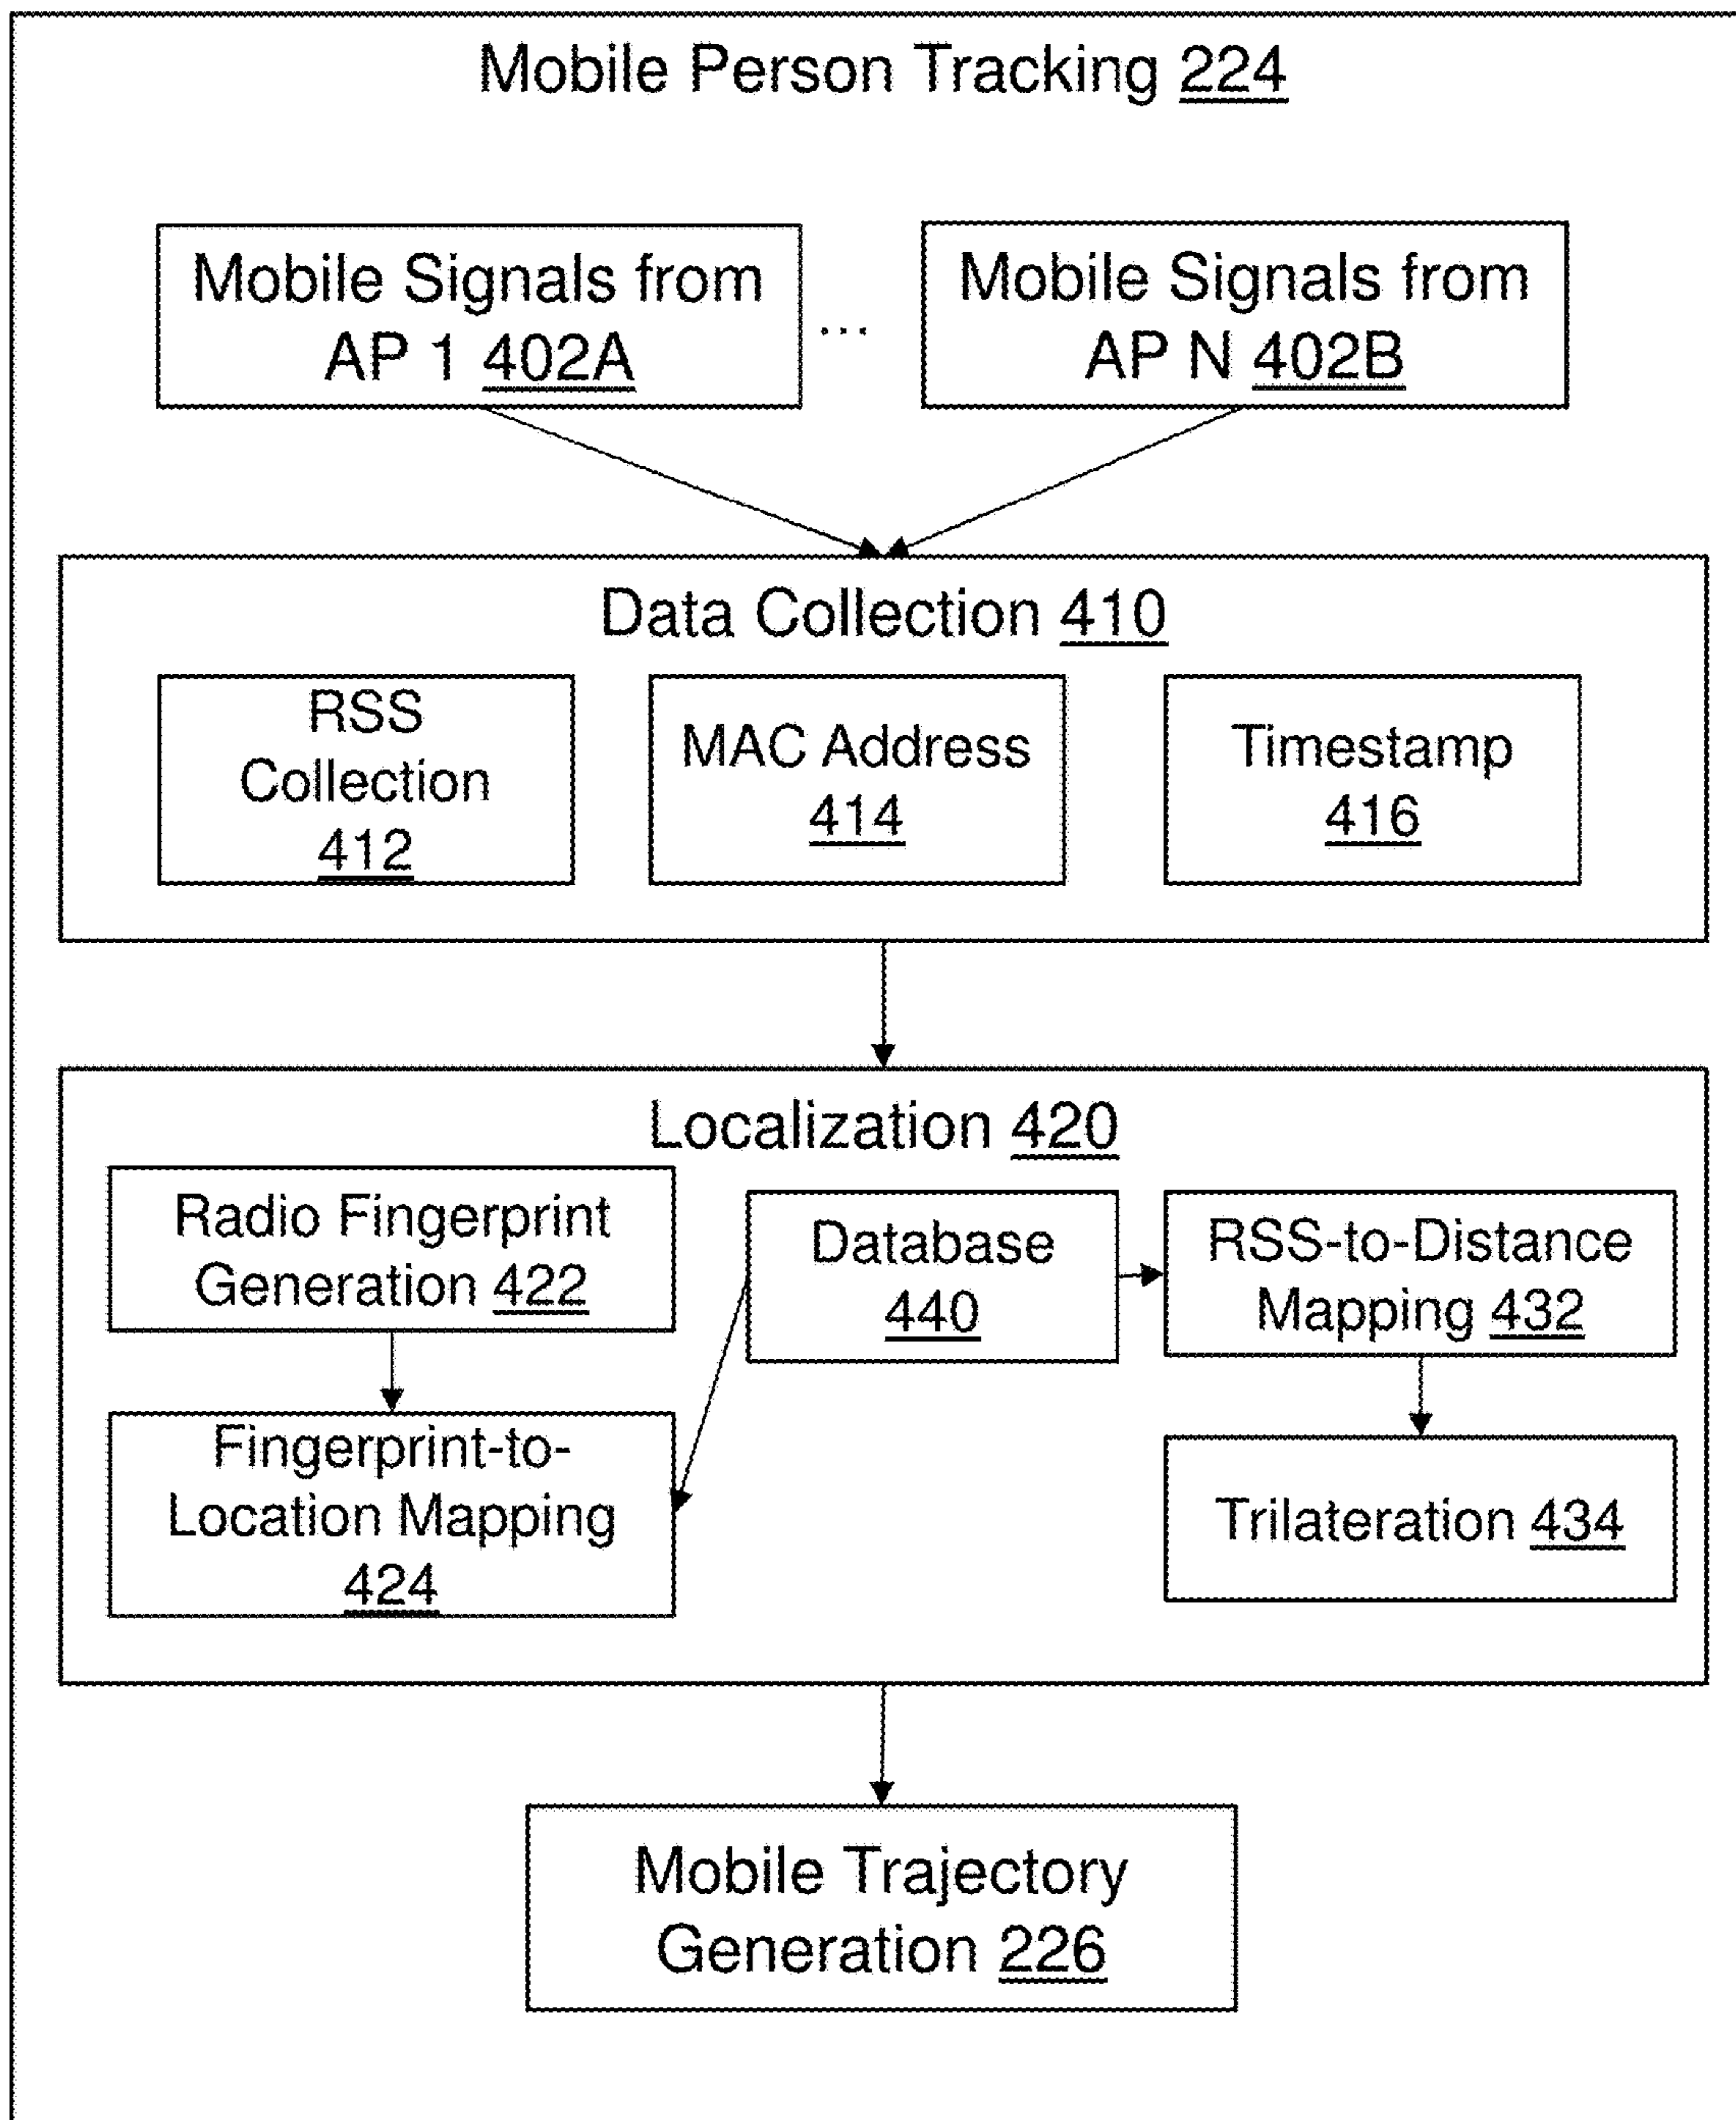 Mobile Person Tracking 224
Mobile Signals from
AP 1 402A
...
Mobile Signals from
AP N 402B
Data Collection 410
RSS
Collection
412
MAC Address
414
Timestamp
416
Localization 420
Radio Fingerprint
Generation 422
Database
440
RSS-to-Distance
Mapping 432
Fingerprint-to-
Location Mapping
424
Trilateration 434
Mobile Trajectory
Generation 226